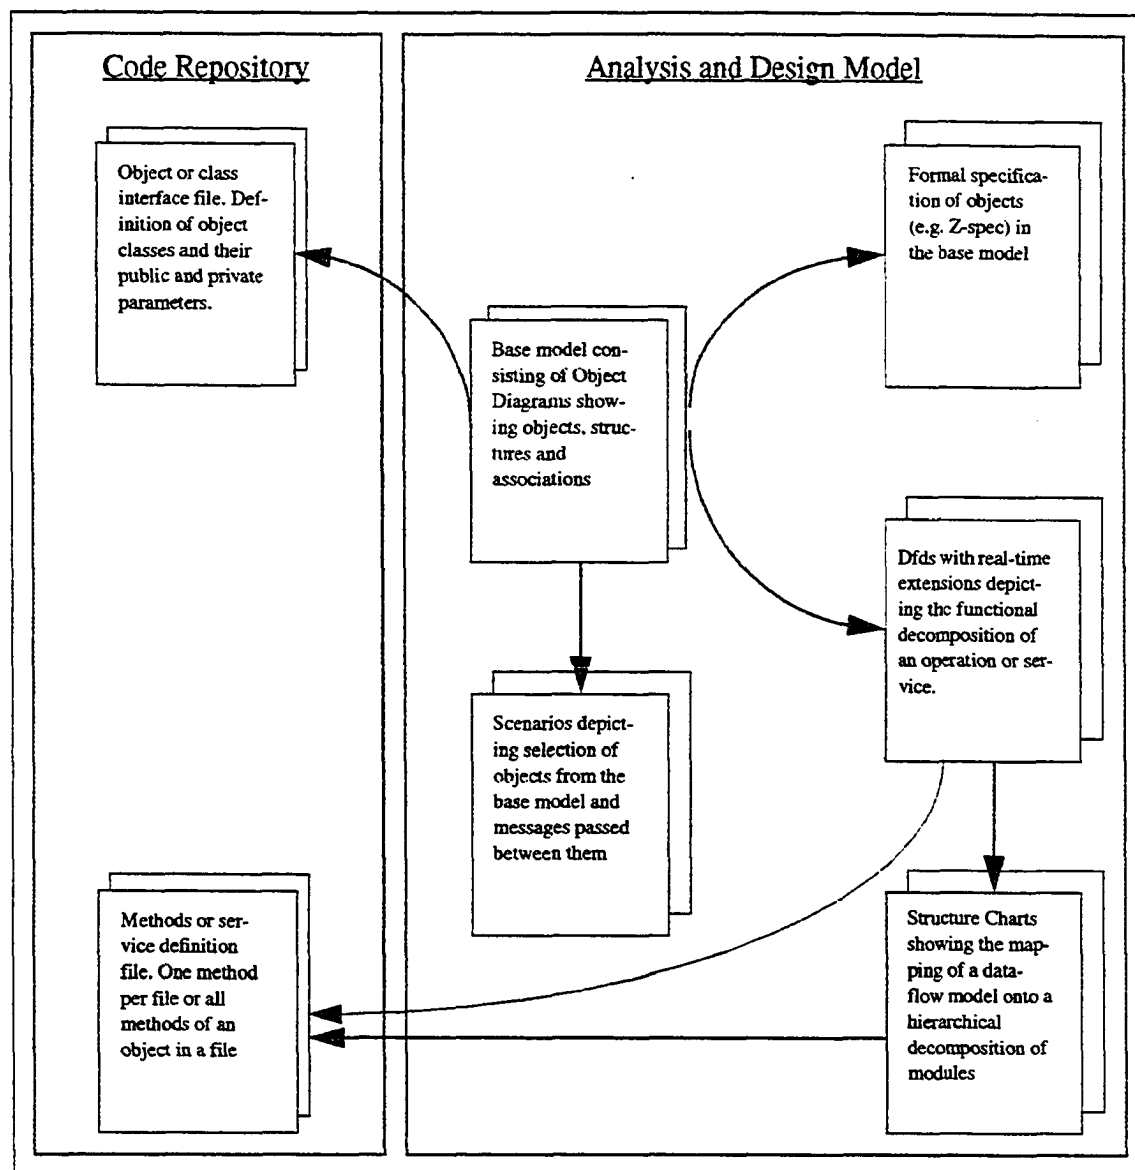 Code Repository
Analysis and Design Model
Object or class
interface file. Def-
inition of object
classes and their
public and private
parameters.
Formal specifica-
tion of objects
(e.g. Z-spec) in
the base model
Base model con-
sisting of Object
Diagrams show-
ing objects, struc-
tures and
associations
Dfds with real-time
extensions depict-
ing the functional
decomposition of
an operation or ser-
vice.
Scenarios depict-
ing selection of
objects from the
base model and
messages passed
between them
Methods or ser-
vice definition
file. One method
per file or all
methods of an
object in a file
Structure Charts
showing the map-
ping of a data-
flow model onto a
hierarchical
decomposition of
modules